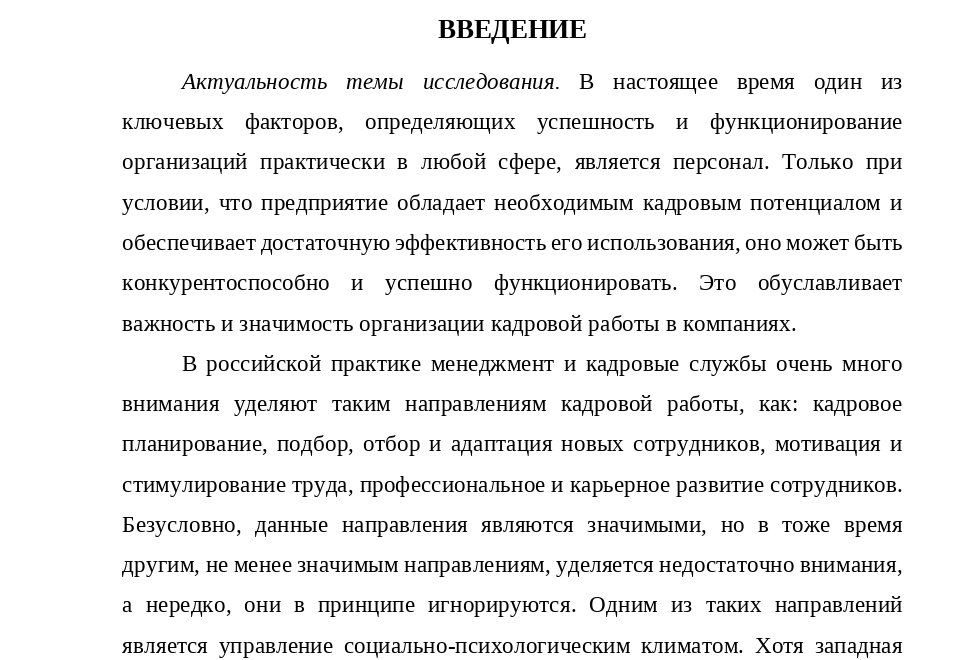 ВВЕДЕНИЕ
Актуальность темы исследования. В настоящее время один из
ключевых факторов, определяющих успешность и функционирование
организаций практически в любой сфере, является персонал. Только при
условии, что предприятие обладает необходимым кадровым потенциалом и
обеспечивает достаточную эффективность его использования, оно может быть
конкурентоспособно и успешно функционировать. Это обуславливает
важность и значимость организации кадровой работы в компаниях.
В российской практике менеджмент и кадровые службы очень много
внимания уделяют таким направлениям кадровой работы, как: кадровое
планирование, подбор, отбор и адаптация новых сотрудников, мотивация и
стимулирование труда, профессиональное и карьерное развитие сотрудников.
Безусловно, данные направления являются значимыми, но в тоже время
другим, не менее значимым направлениям, уделяется недостаточно внимания,
а нередко, они в принципе игнорируются. Одним из таких направлений
является управление социально-психологическим климатом. Хотя западная